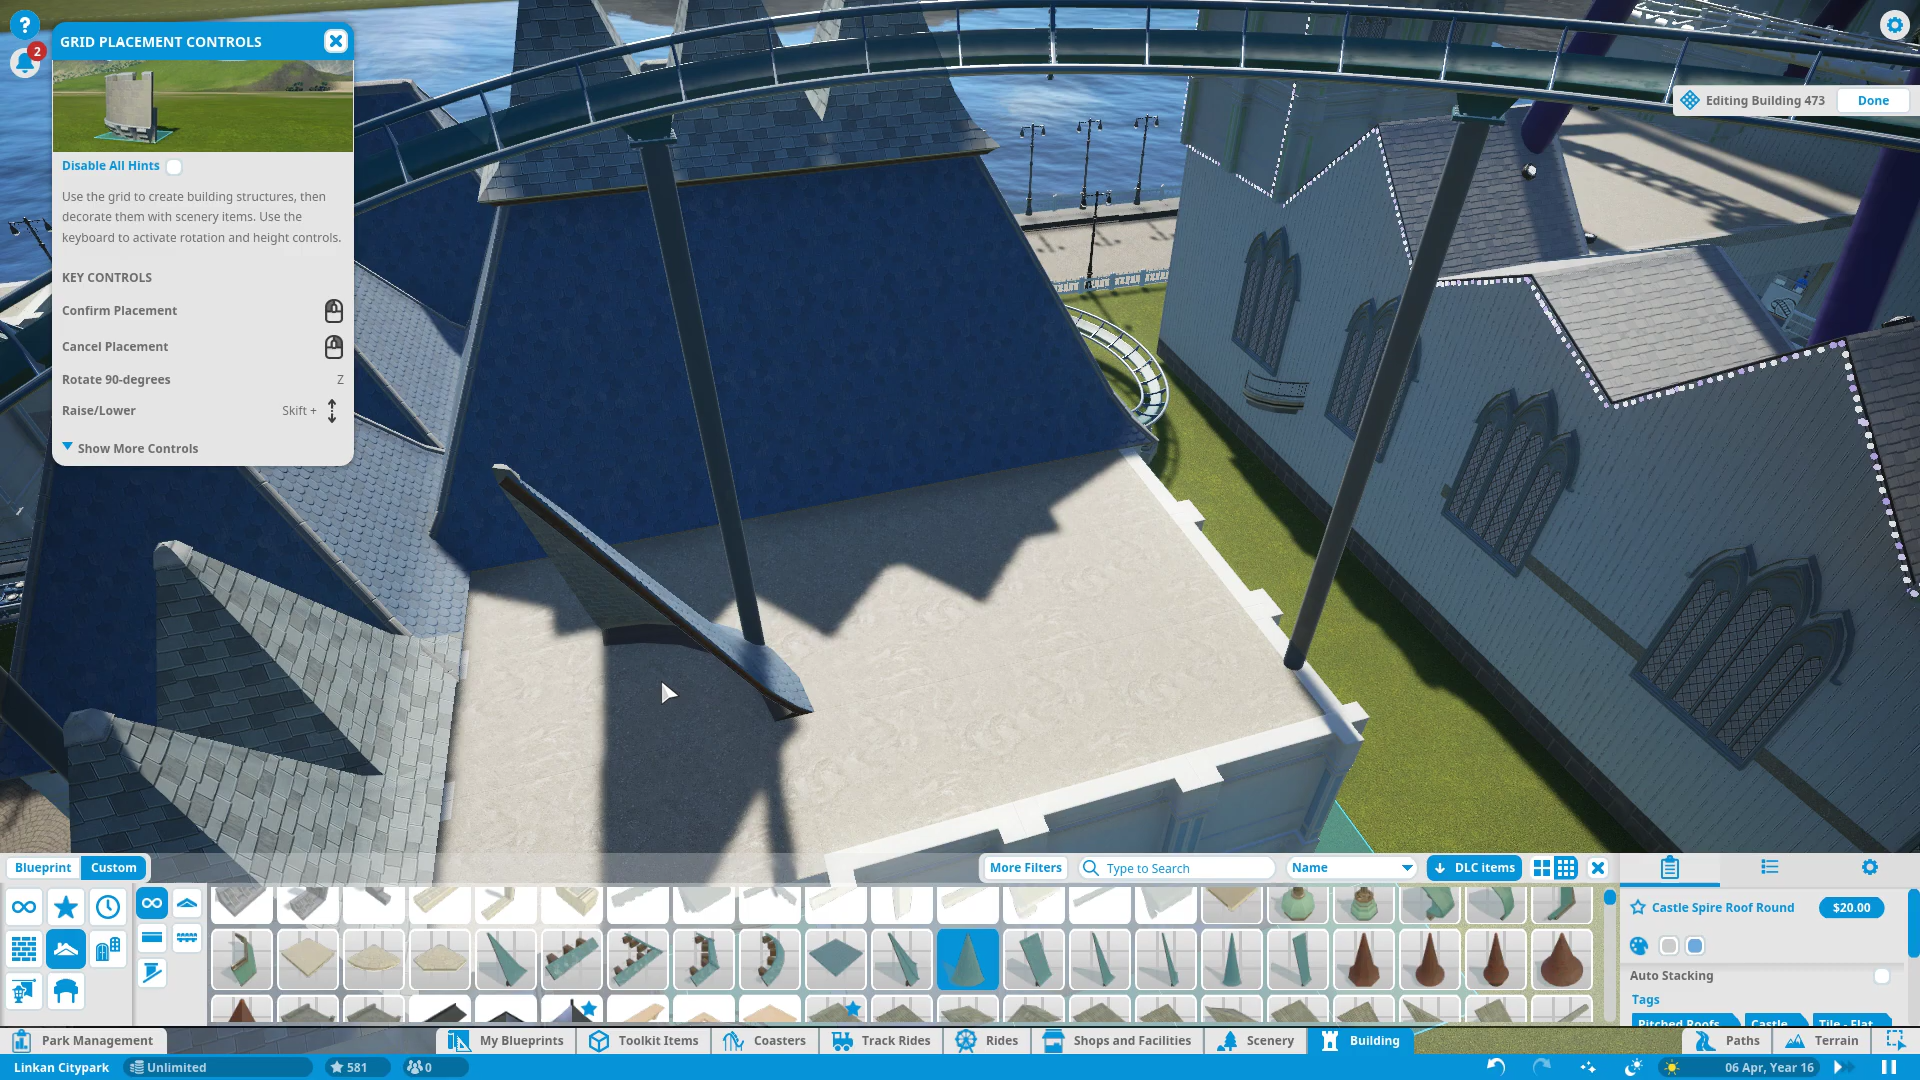 ?
2
GRID PLACEMENT CONTROLS
Disable All Hints
Use the grid to create building structures, then
decorate them with scenery items. Use the
keyboard to activate rotation and height controls.
KEY CONTROLS
Confirm Placement
Cancel Placement
Rotate 90-degrees Z
Raise/Lower Skift +
Show More Controls
Editing Building 473 Done
Blueprint Custom
More Filters Type to Search Name DLC items
Castle Spire Roof Round $20.00
Auto Stacking
Tags
Pitched Roofs Castle Tile - Flat
Park Management My Blueprints Toolkit Items Coasters Track Rides Rides Shops and Facilities Scenery Building Paths Terrain
Linkan Citypark Unlimited 581 0 06 Apr, Year 16